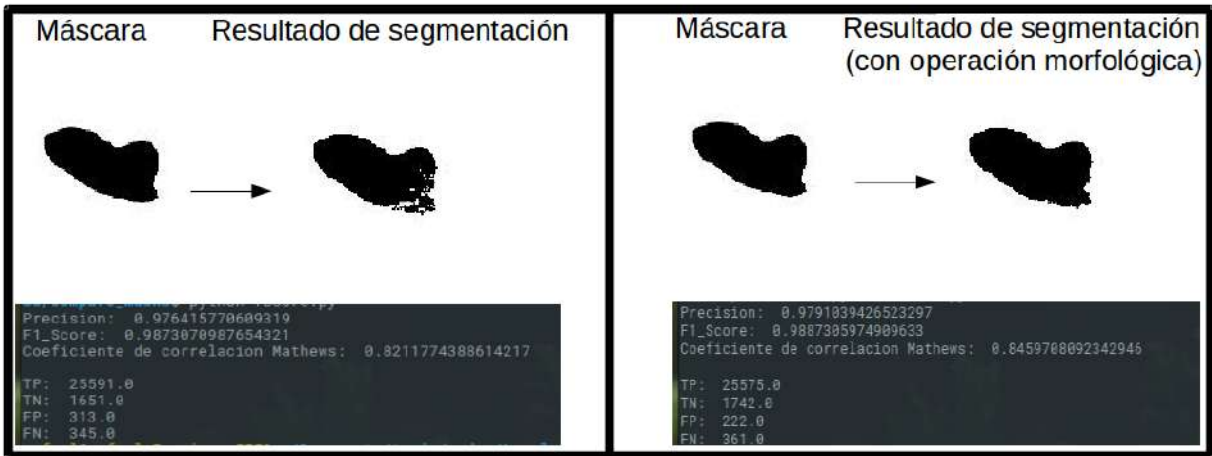 Máscara
Resultado de segmentación
Precision: 0.976415770609319
F1_Score: 0.9873070987654321
Coeficiente de correlacion Mathews: 0.8211774388614217
TP: 25591.0
TN: 1651.0
FP: 313.0
FN: 345.0
Máscara
Resultado de segmentación
(con operación morfológica)
Precision: 0.9791039426523297
F1_Score: 0.9887305974909633
Coeficiente de correlacion Mathews: 0.8459708092342946
TP: 25575.0
TN: 1742.0
FP: 222.0
FN: 361.0